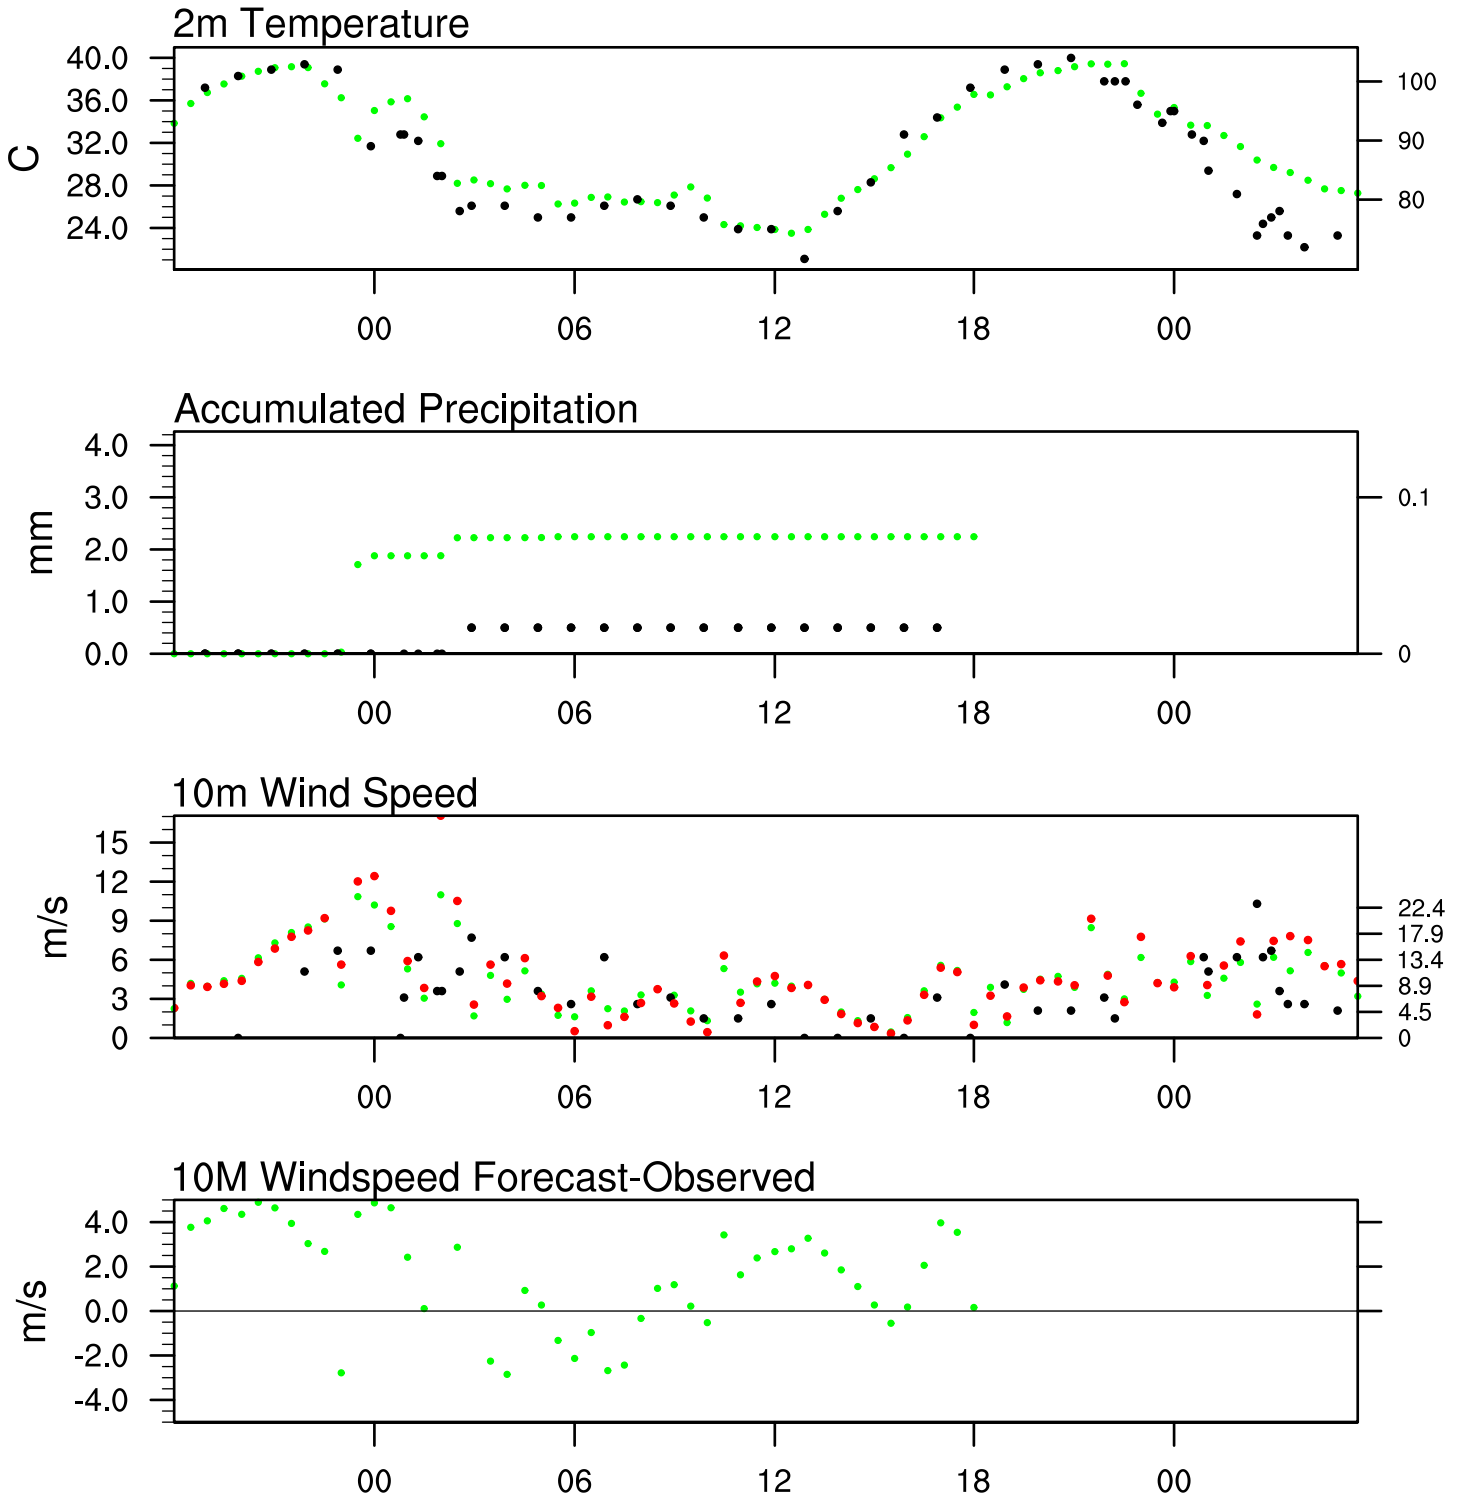 2m Temperature
40.0
36.0
32.0
28.0
24.0
C
100
90
80
00 06 12 18 00
Accumulated Precipitation
4.0
3.0
2.0
1.0
0.0
mm
0.1
0
00 06 12 18 00
10m Wind Speed
15
12
9
6
3
0
m/s
22.4
17.9
13.4
8.9
4.5
0
00 06 12 18 00
10M Windspeed Forecast-Observed
4.0
2.0
0.0
-2.0
-4.0
m/s
00 06 12 18 00